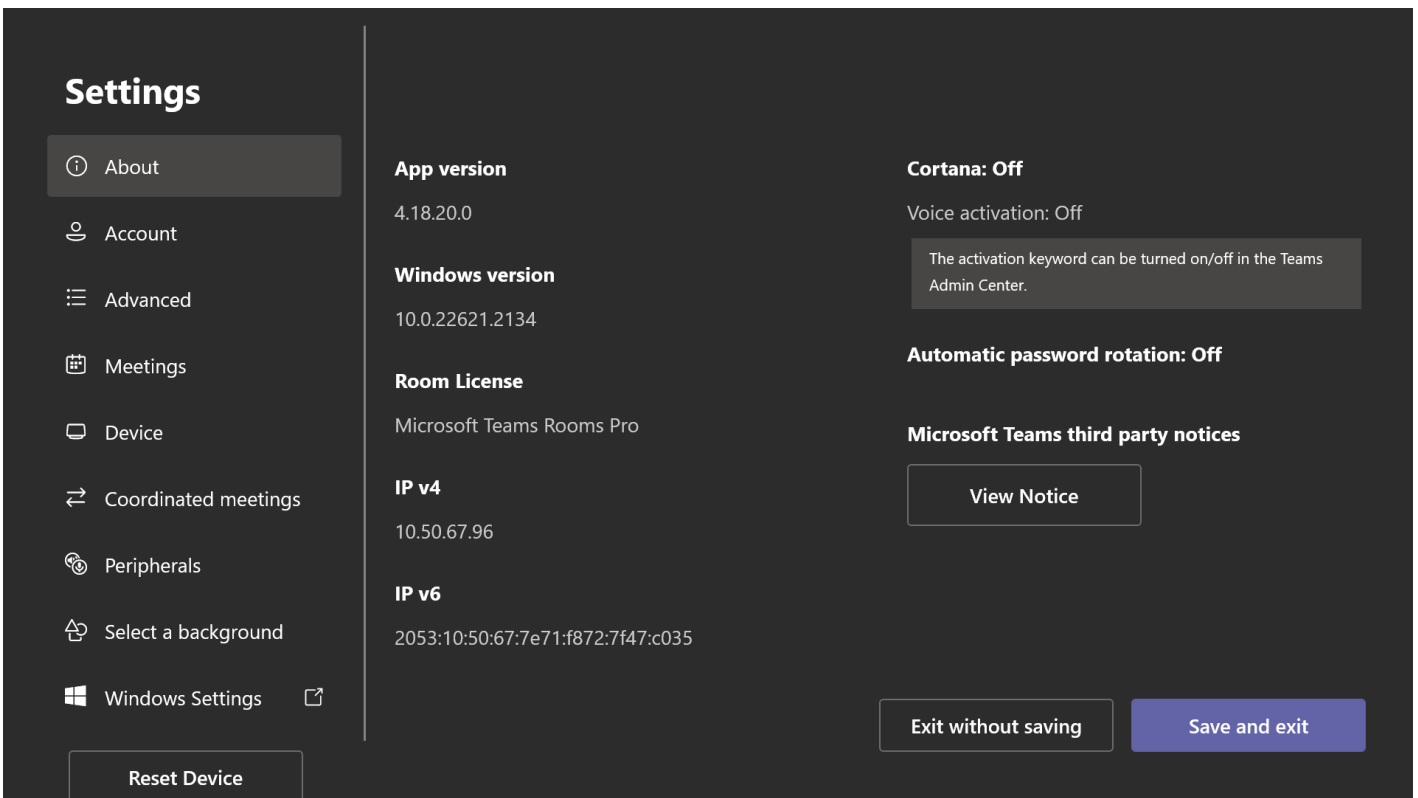 Settings
About
Account
Advanced
Meetings
Device
Coordinated meetings
Peripherals
Select a background
Windows Settings
Reset Device
App version
4.18.20.0
Windows version
10.0.22621.2134
Room License
Microsoft Teams Rooms Pro
IP v4
10.50.67.96
IP v6
2053:10:50:67:7e71:f872:7f47:c035
Cortana: Off
Voice activation: Off
The activation keyword can be turned on/off in the Teams
Admin Center.
Automatic password rotation: Off
Microsoft Teams third party notices
View Notice
Exit without saving
Save and exit